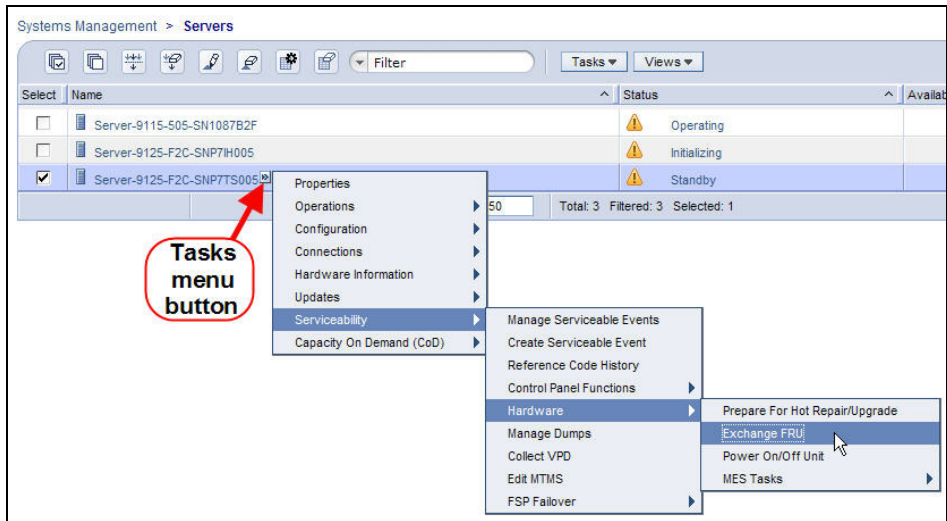 Systems Management > Servers
Filter
Tasks
Views
Select Name Status Availab
Server-9115-505-SN1087B2F Operating
Server-9125-F2C-SNP7IH005 Initializing
Server-9125-F2C-SNP7TS005 Standby
50 Total: 3 Filtered: 3 Selected: 1
Tasks
menu
button
Properties
Operations
Configuration
Connections
Hardware Information
Updates
Serviceability
Capacity On Demand (CoD)
Manage Serviceable Events
Create Serviceable Event
Reference Code History
Control Panel Functions
Hardware
Manage Dumps
Collect VPD
Edit MTMS
FSP Failover
Prepare For Hot Repair/Upgrade
Exchange FRU
Power On/Off Unit
MES Tasks